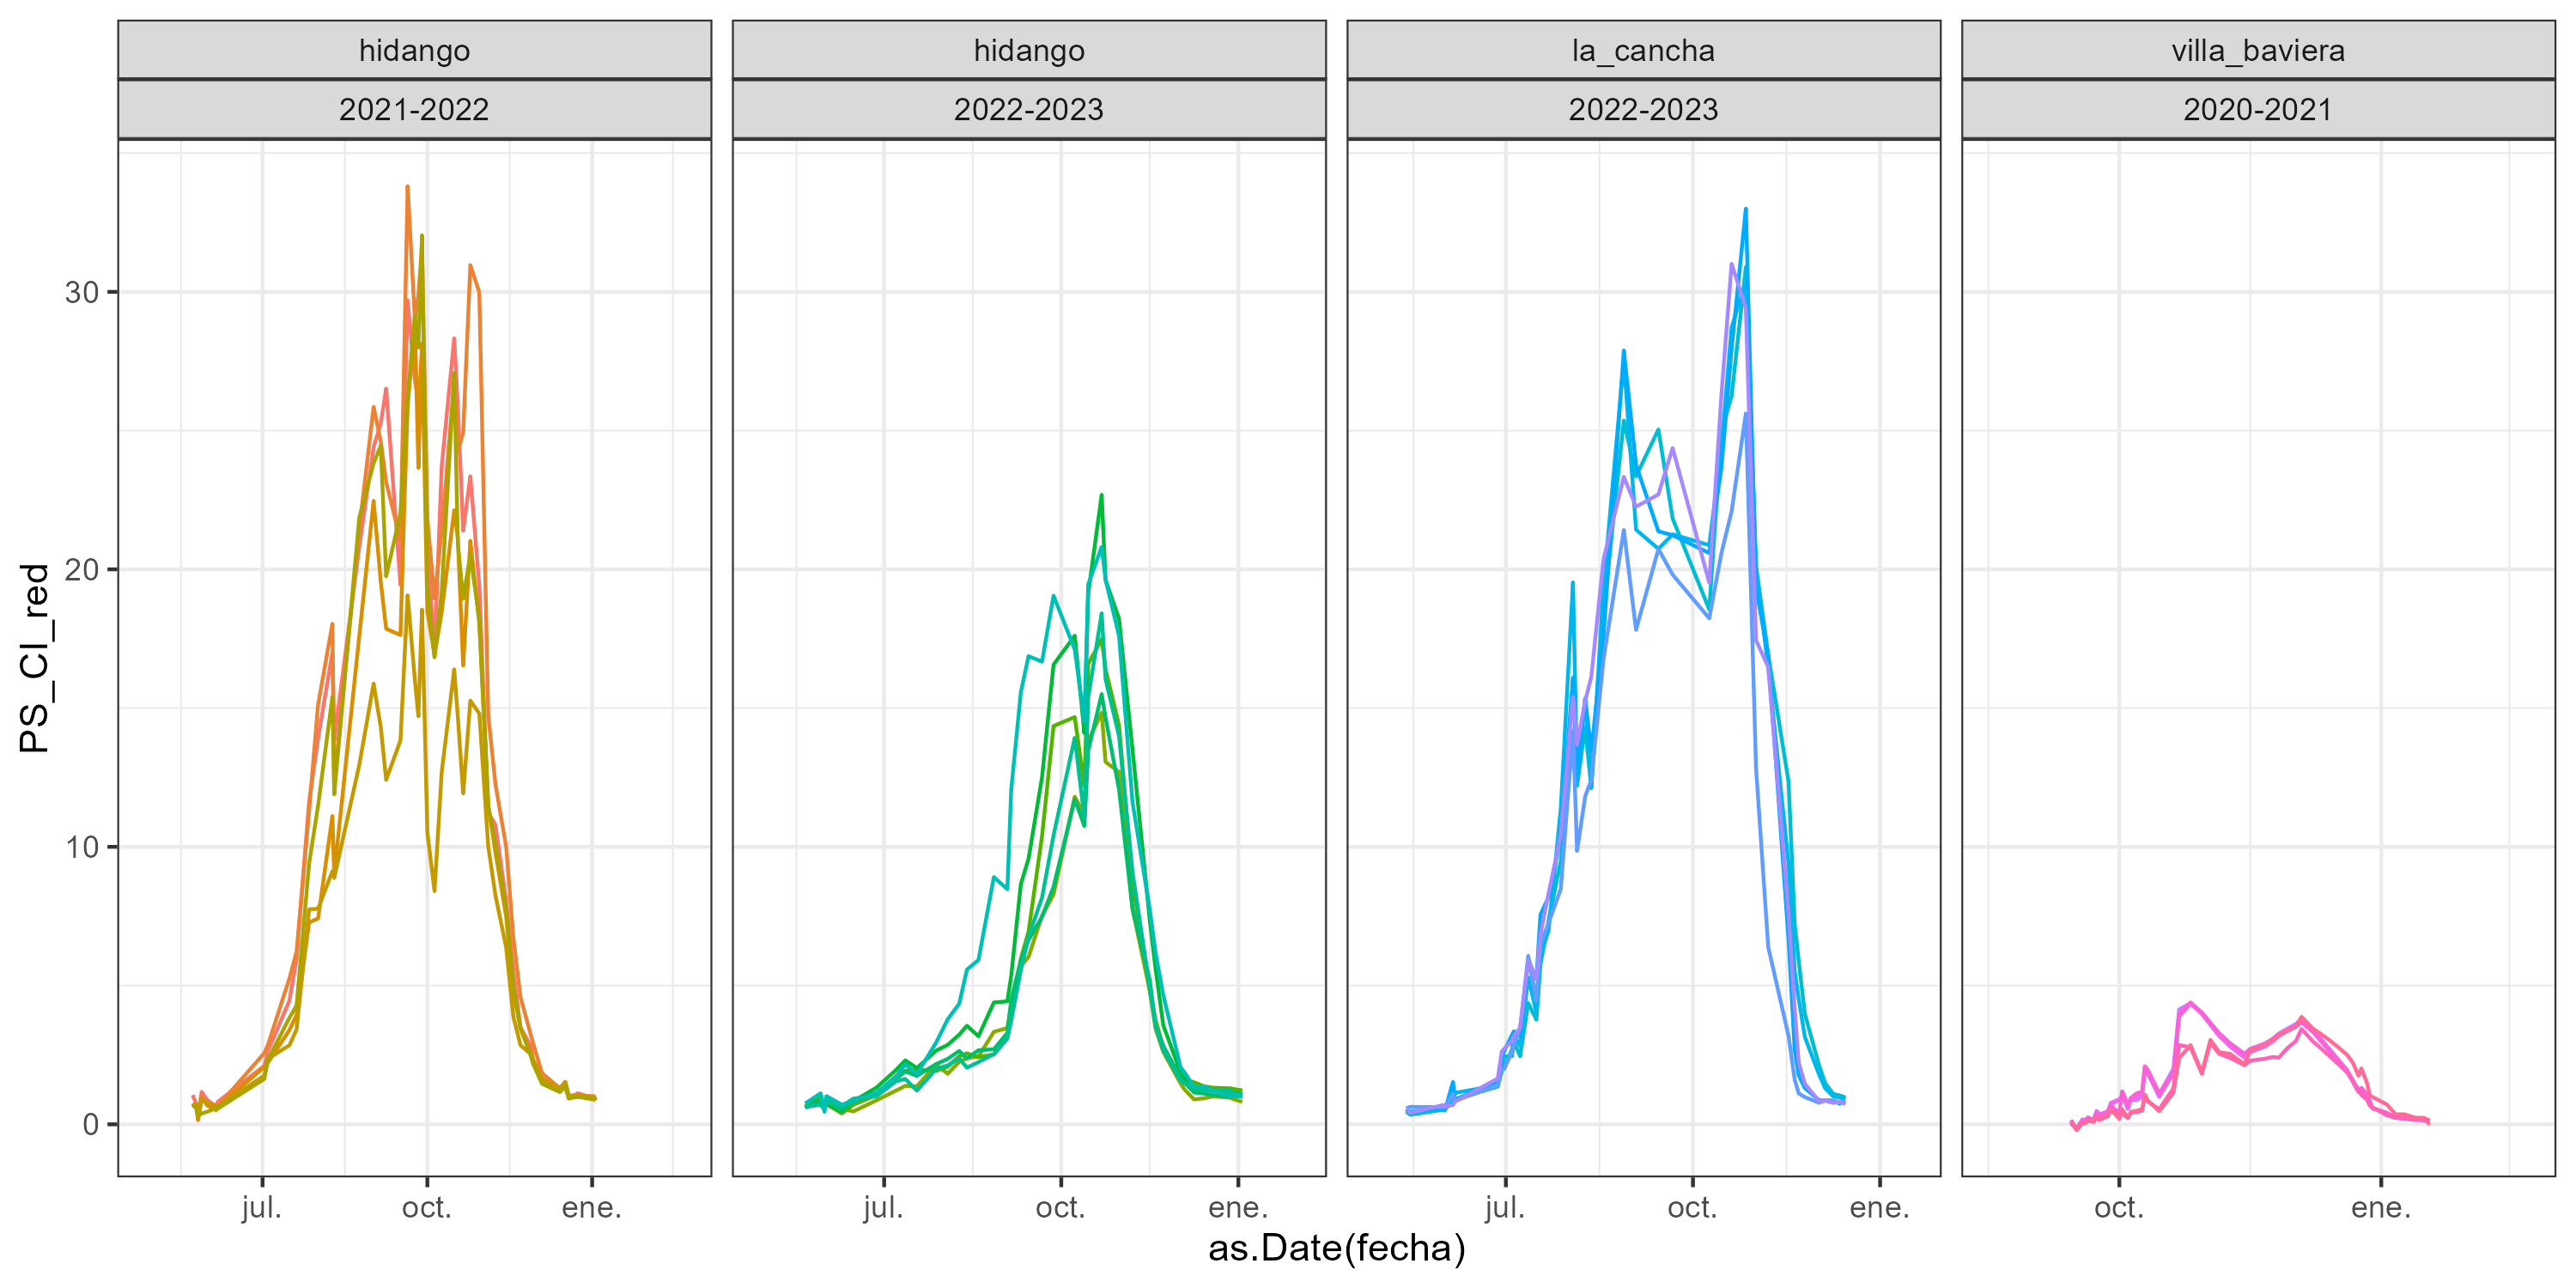 hidango
hidango
la_cancha
villa_baviera
2021-2022
2022-2023
2022-2023
2020-2021
PS_CI_red
30
20
10
0
jul. oct. ene.
jul. oct. ene.
jul. oct. ene.
oct. ene.
as.Date(fecha)